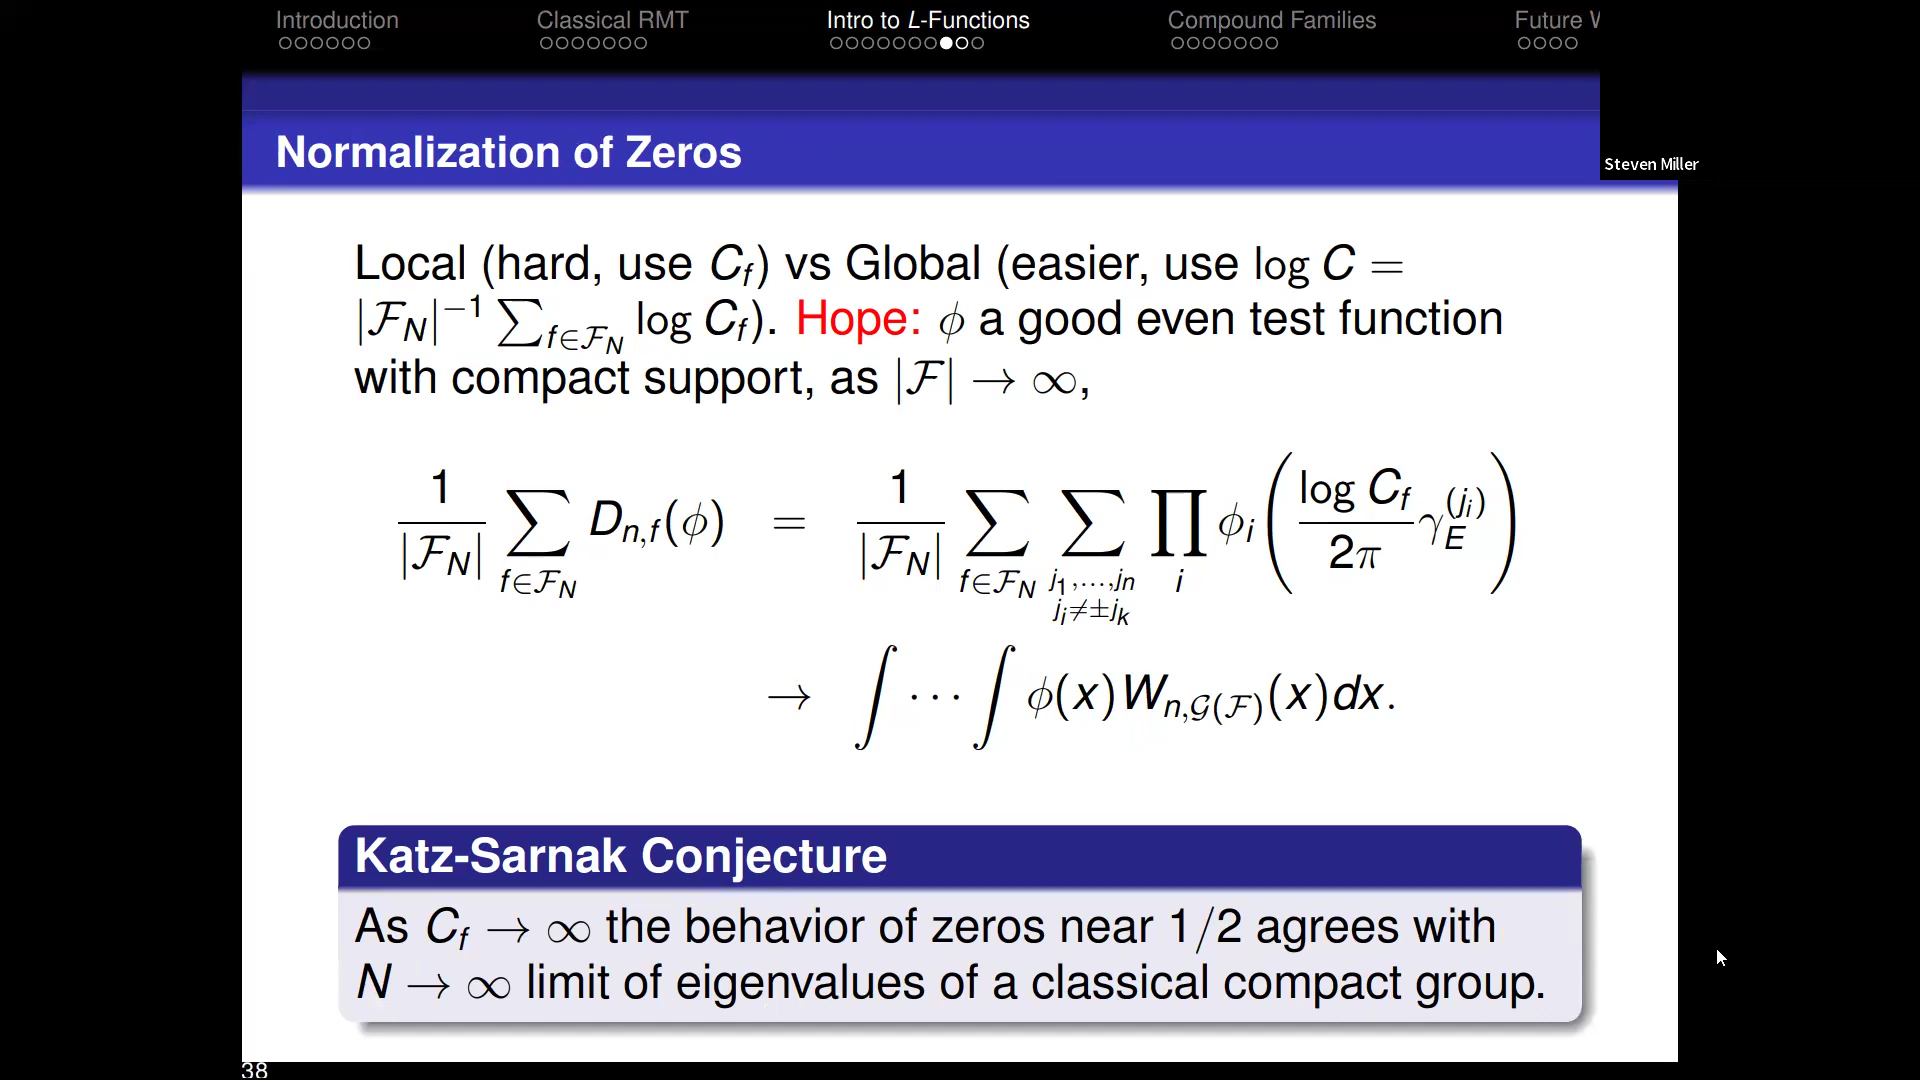 Introduction Classical RMT Intro to L-Functions Compound Families Future W
Steven Miller
Normalization of Zeros
Local (hard, use C_f) vs Global (easier, use log C =
|ℱ_N|^{−1} ∑_{f∈ℱ_N} log C_f). Hope: ϕ a good even test function
with compact support, as |ℱ| → ∞,
1/|ℱ_N| ∑_{f∈ℱ_N} D_{n,f}(ϕ) = 1/|ℱ_N| ∑_{f∈ℱ_N} ∑_{j_1,...,j_n j_i≠±j_k} ∏_i ϕ_i (log C_f/2π γ_E^{(j_i)})
→ ∫ ··· ∫ ϕ(x)W_{n,𝒢(ℱ)}(x)dx.
Katz-Sarnak Conjecture
As C_f → ∞ the behavior of zeros near 1/2 agrees with
N → ∞ limit of eigenvalues of a classical compact group.
38